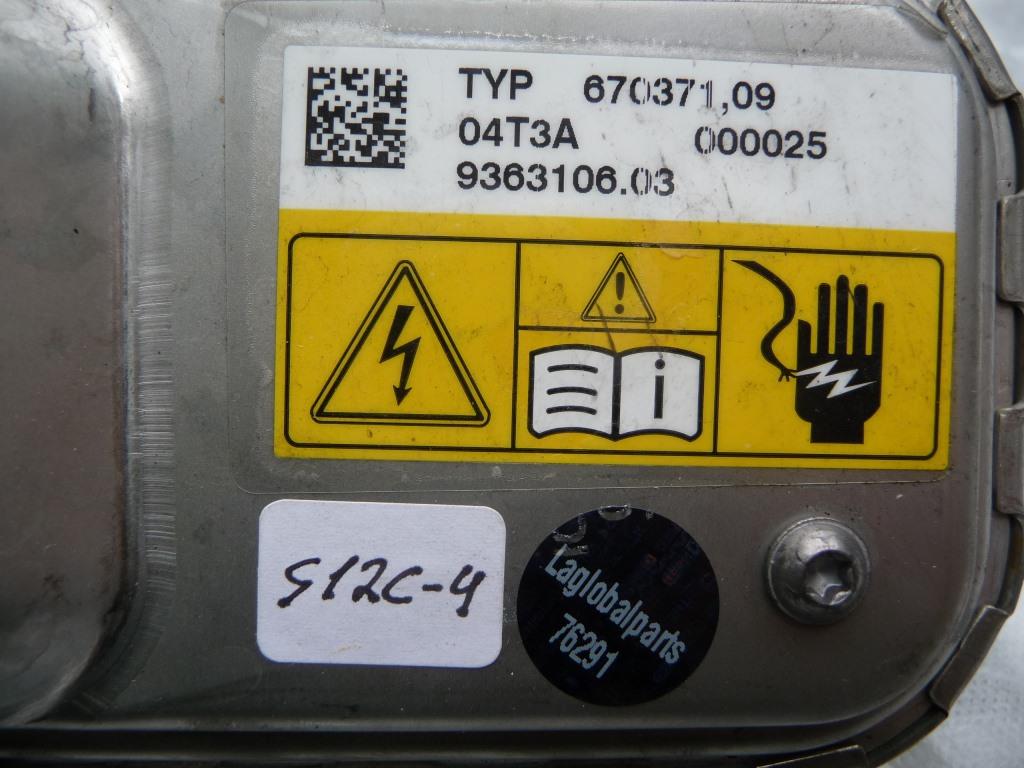 TYP 670371,09
04T3A 000025
9363106.03
S12C-4
Laglobalparts
76291